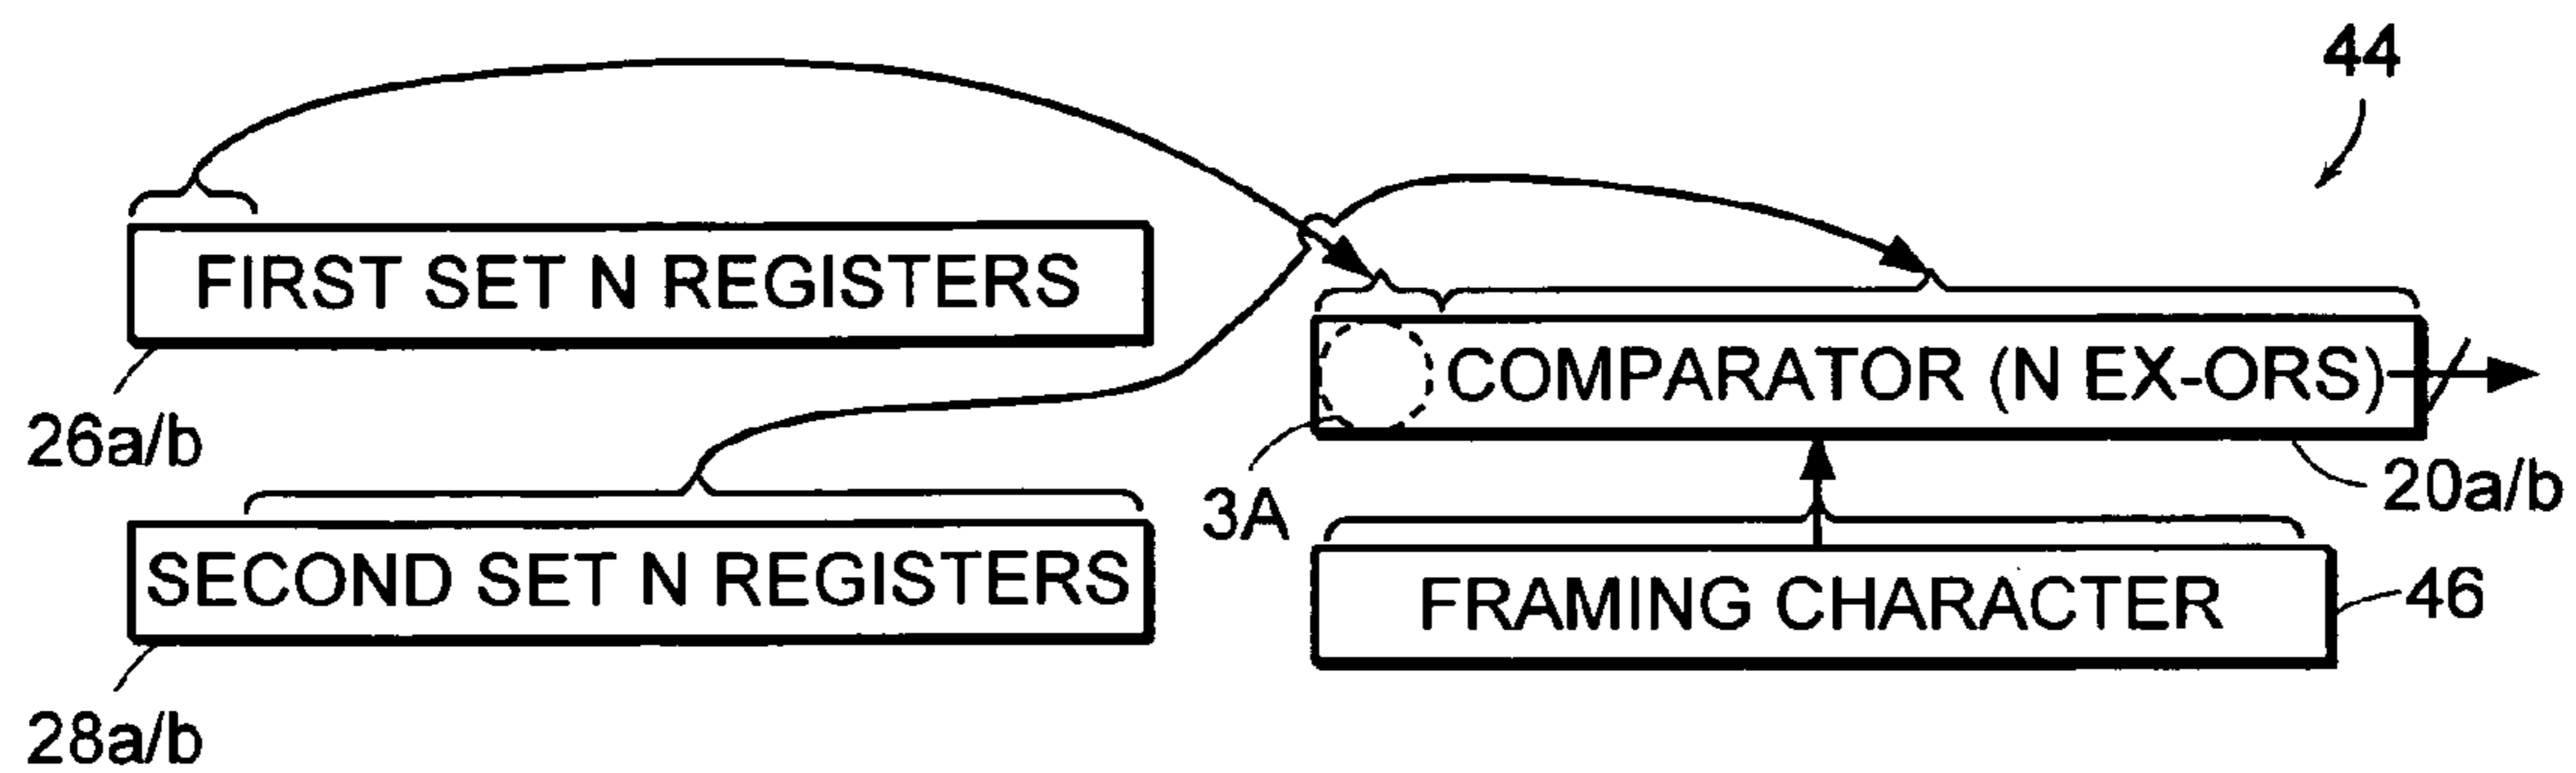 44
FIRST SET N REGISTERS
COMPARATOR (N EX-ORS)
26a/b
3A
20a/b
SECOND SET N REGISTERS
FRAMING CHARACTER
46
28a/b